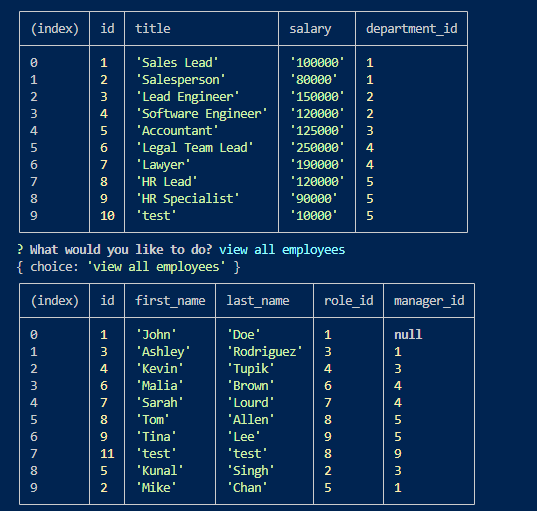 (index) id title salary department_id
0 1 'Sales Lead' '100000' 1
1 2 'Salesperson' '80000' 1
2 3 'Lead Engineer' '150000' 2
3 4 'Software Engineer' '120000' 2
4 5 'Accountant' '125000' 3
5 6 'Legal Team Lead' '250000' 4
6 7 'Lawyer' '190000' 4
7 8 'HR Lead' '120000' 5
8 9 'HR Specialist' '90000' 5
9 10 'test' '10000' 5
? What would you like to do? view all employees
{ choice: 'view all employees' }
(index) id first_name last_name role_id manager_id
0 1 'John' 'Doe' 1 null
1 3 'Ashley' 'Rodriguez' 3 1
2 4 'Kevin' 'Tupik' 4 3
3 6 'Malia' 'Brown' 6 4
4 7 'Sarah' 'Lourd' 7 4
5 8 'Tom' 'Allen' 8 5
6 9 'Tina' 'Lee' 9 5
7 11 'test' 'test' 8 9
8 5 'Kunal' 'Singh' 2 3
9 2 'Mike' 'Chan' 5 1